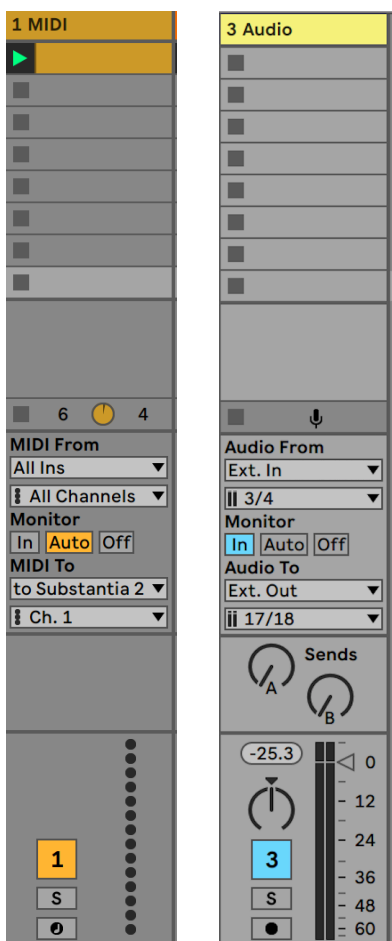 1 MIDI
6 4
MIDI From
All Ins
All Channels
Monitor
In Auto Off
MIDI To
to Substantia 2
Ch. 1
1
S
3 Audio
Audio From
Ext. In
3/4
Monitor
In Auto Off
Audio To
Ext. Out
17/18
Sends
A
B
-25.3
0
12
24
3
36
S
48
60